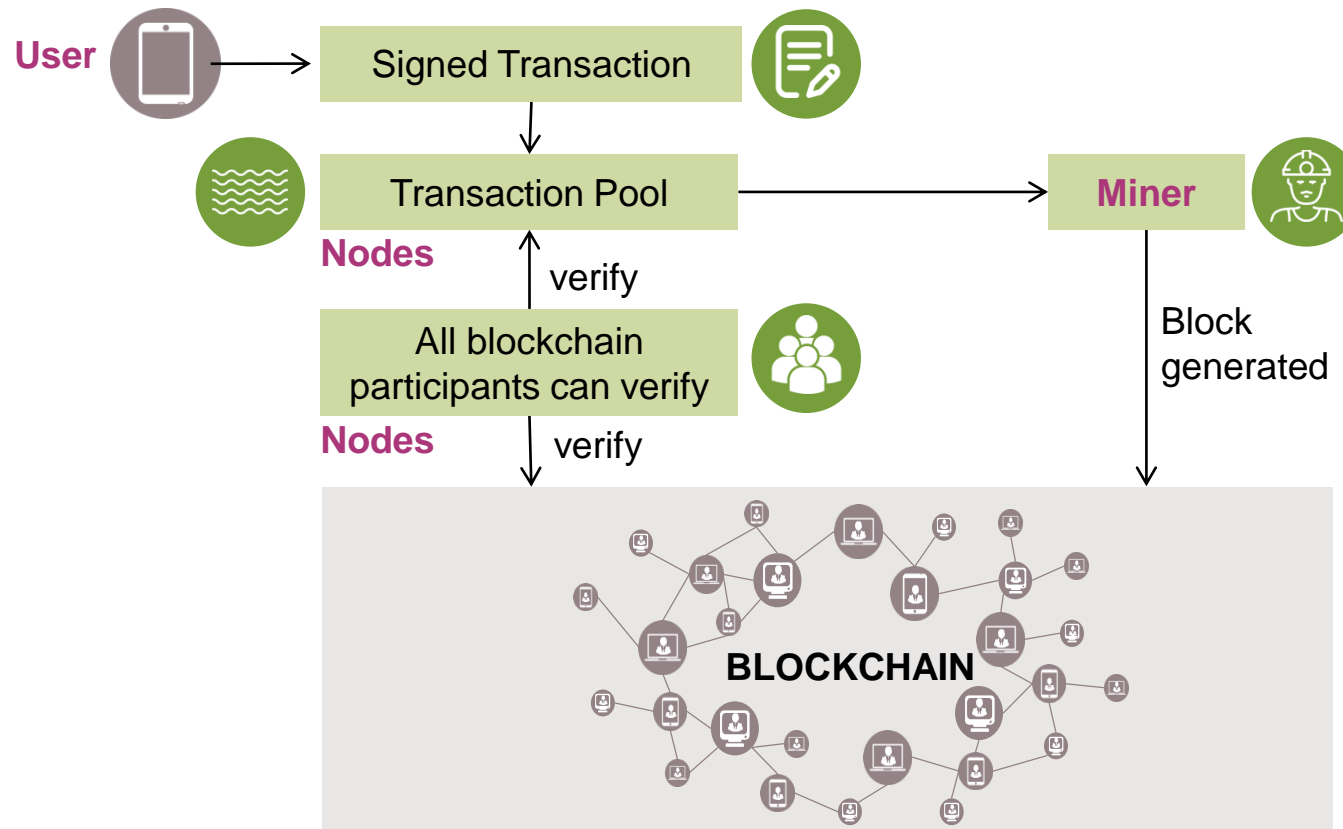 User
Signed Transaction
Transaction Pool
Miner
Nodes
verify
All blockchain
participants can verify
Block
generated
Nodes
verify
BLOCKCHAIN